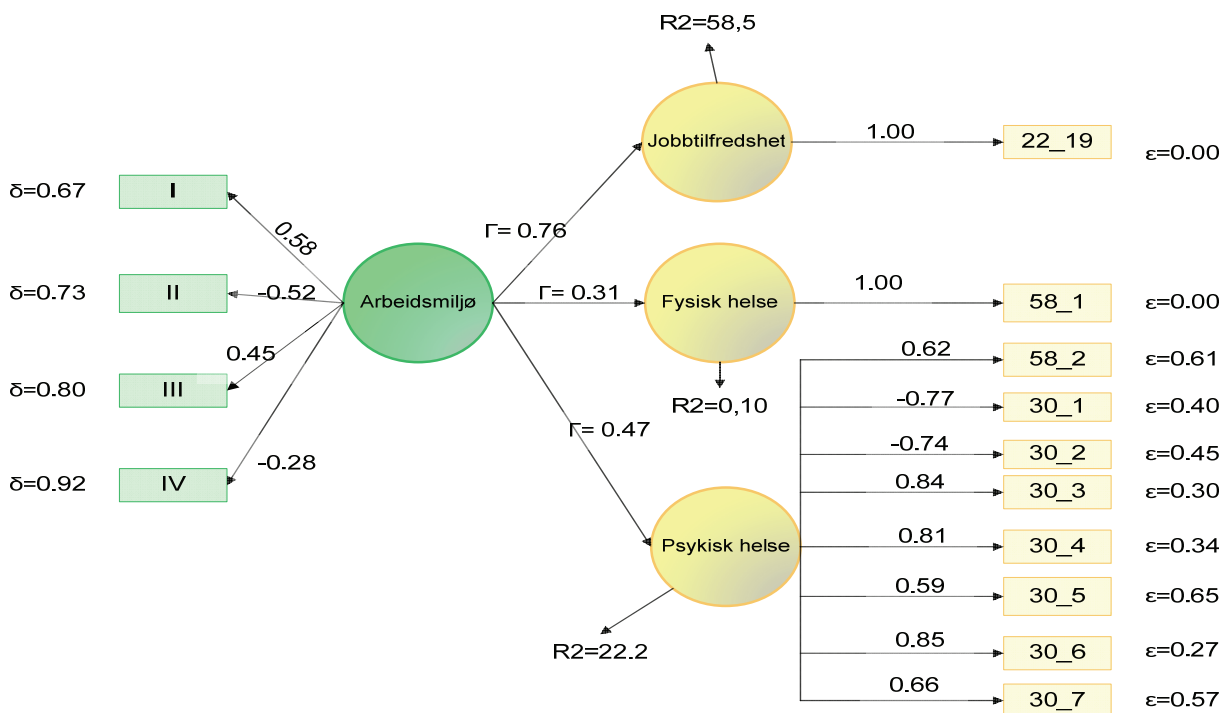 R2=58,5
Jobbtilfredshet
1.00
22_19
ε=0.00
δ=0.67
I
0.58
Γ= 0.76
δ=0.73
II
-0.52
Arbeidsmiljø
Γ= 0.31
Fysisk helse
1.00
58_1
ε=0.00
0.45
0.62
58_2
ε=0.61
δ=0.80
III
R2=0,10
-0.77
30_1
ε=0.40
Γ= 0.47
-0.74
30_2
ε=0.45
-0.28
δ=0.92
IV
0.84
30_3
ε=0.30
Psykisk helse
0.81
30_4
ε=0.34
0.59
30_5
ε=0.65
R2=22.2
0.85
30_6
ε=0.27
0.66
30_7
ε=0.57